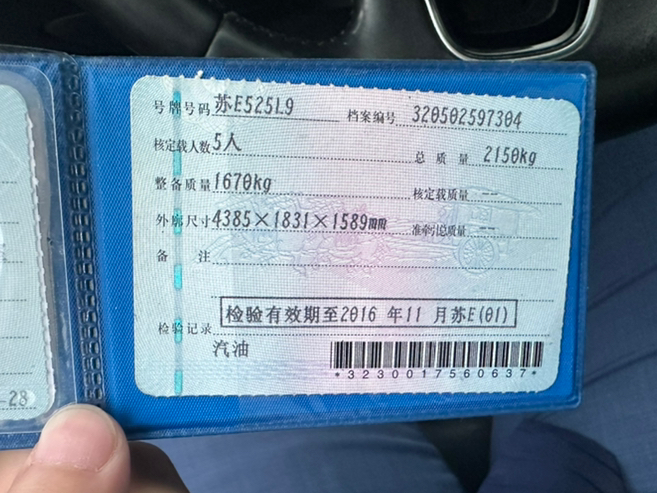 号牌号码 苏E525L9 档案编号 320502597304
核定载人数 5人 总质量 2150kg
整备质量 1670kg 核定载质量 --
外廓尺寸 4385×1831×1589mm 准牵引总质量 --
备注
检验记录 检验有效期至2016 年11 月苏E(01)
汽油
*3230017560637*
-28